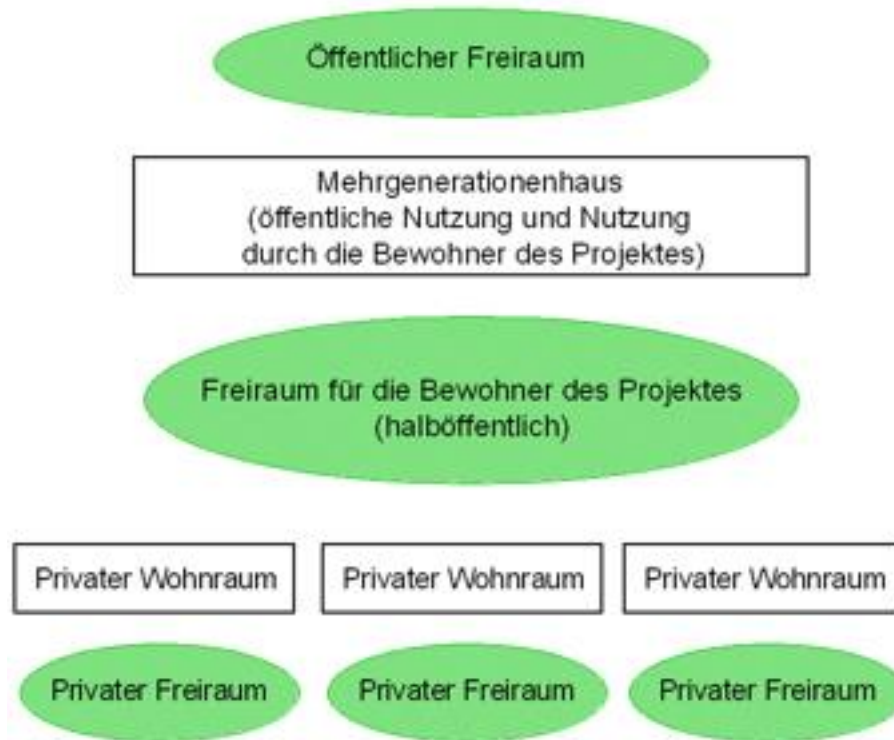 Öffentlicher Freiraum
Mehrgenerationenhaus
(öffentliche Nutzung und Nutzung
durch die Bewohner des Projektes)
Freiraum für die Bewohner des Projektes
(halböffentlich)
Privater Wohnraum Privater Wohnraum Privater Wohnraum
Privater Freiraum Privater Freiraum Privater Freiraum